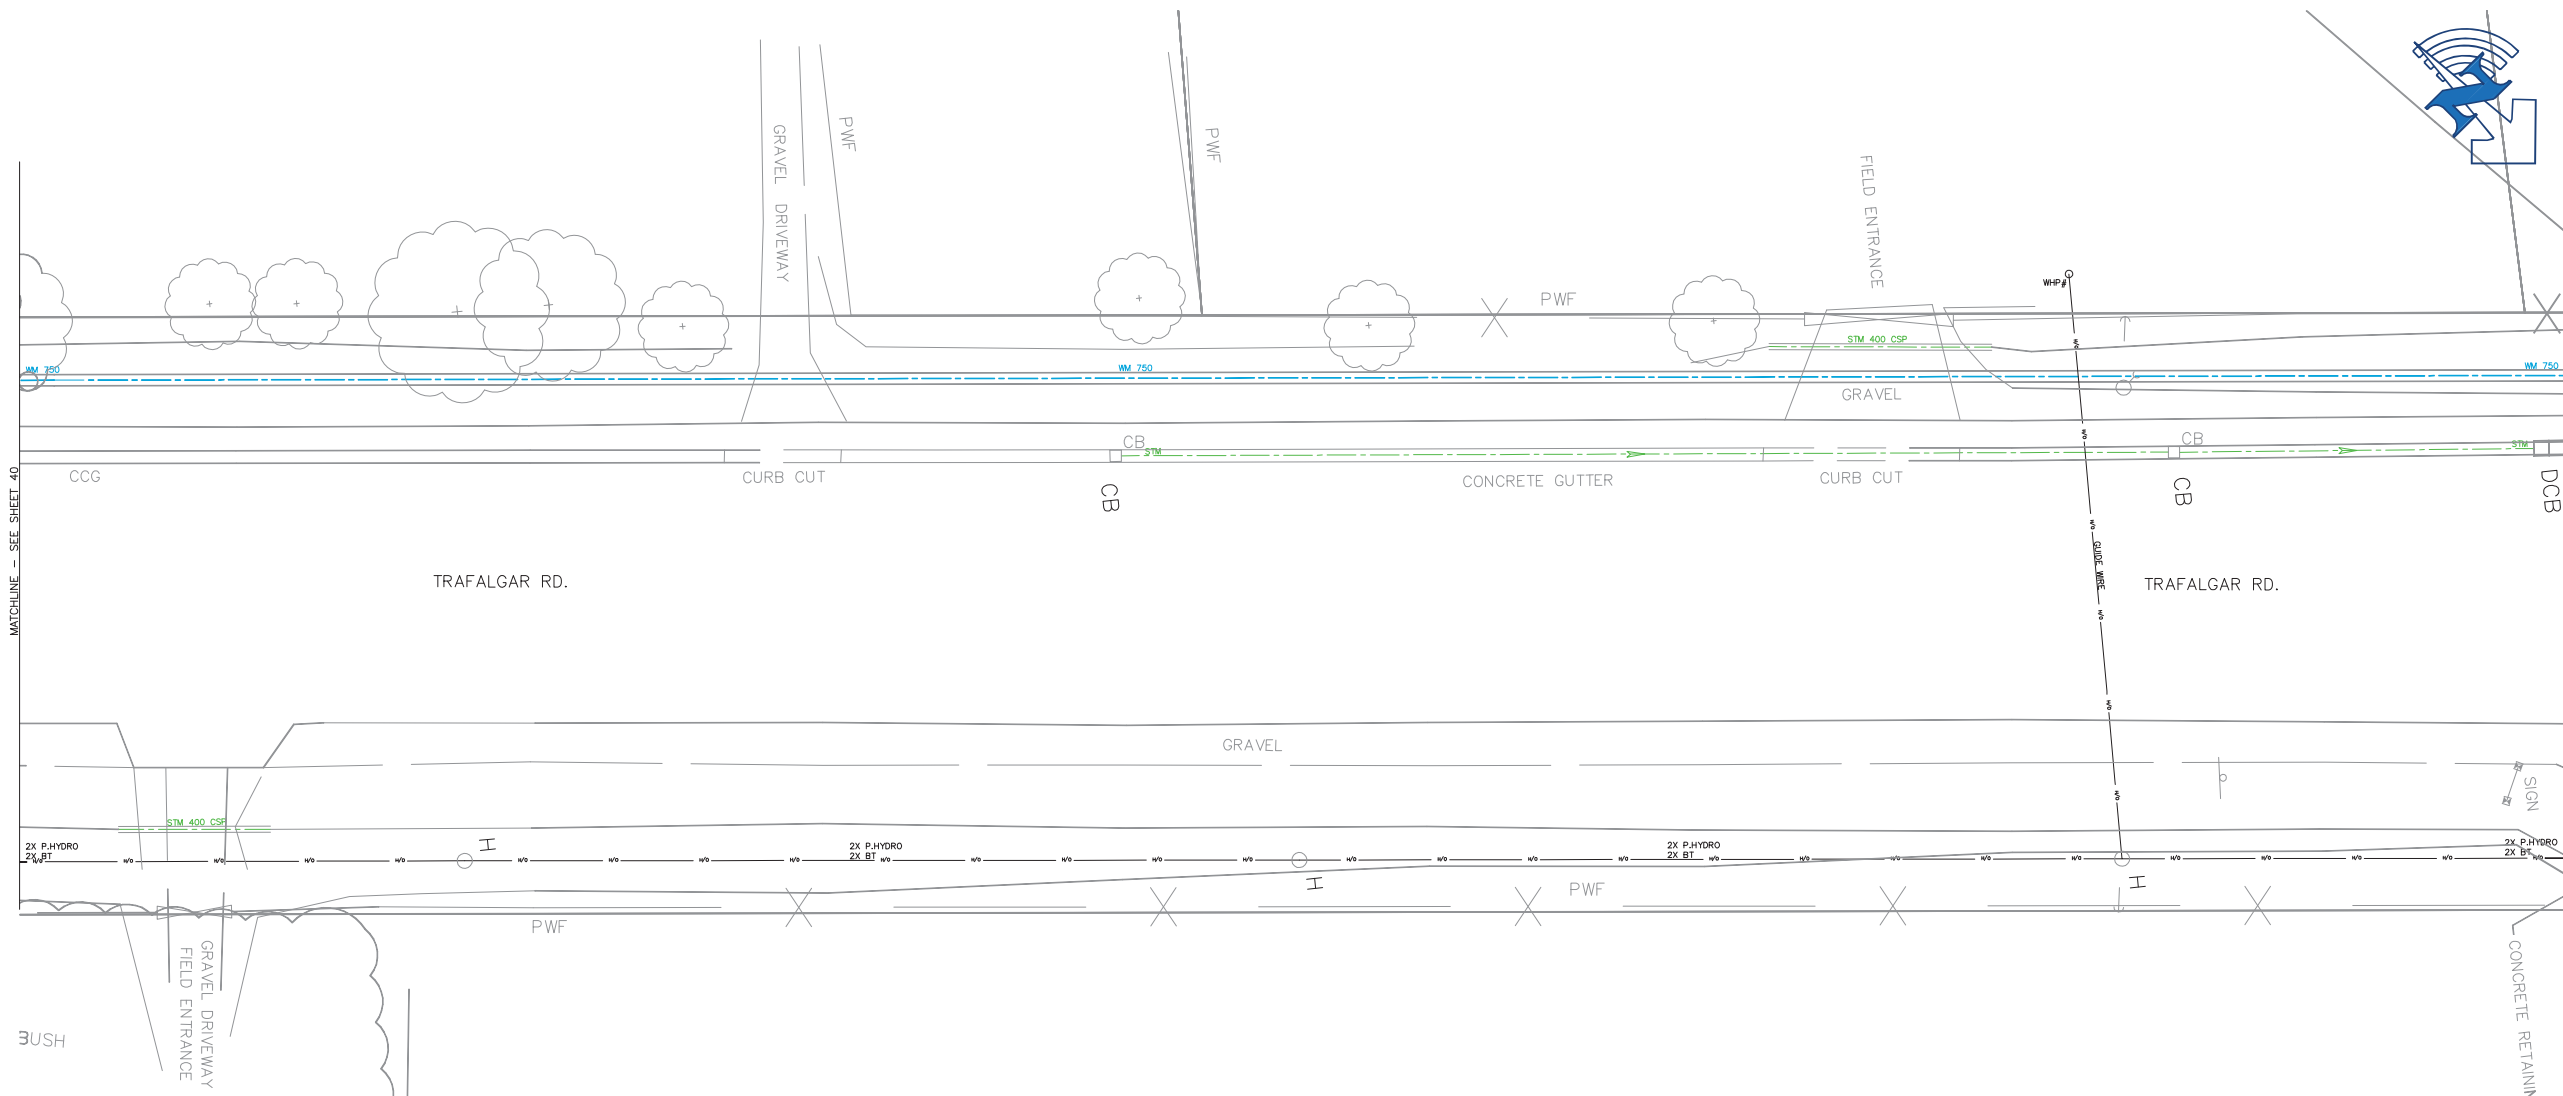 GRAVEL DRIVEWAY
PWF
PWF
FIELD ENTRANCE
WHP#
PWF
STM 400 CSP
WM 750
WM 750
WM 750
GRAVEL
CB
STM
CB
STM
CCG
CURB CUT
CONCRETE GUTTER
CURB CUT
CB
CB
DCB
MATCHLINE - SEE SHEET 40
TRAFALGAR RD.
GUIDE WIRE
TRAFALGAR RD.
GRAVEL
SIGN
STM 400 CSP
2X P.HYDRO
2X BT
H
2X P.HYDRO
2X BT
H
2X P.HYDRO
2X BT
H
2X P.HYDRO
2X BT
PWF
PWF
GRAVEL DRIVEWAY
FIELD ENTRANCE
BUSH
CONCRETE RETAININ